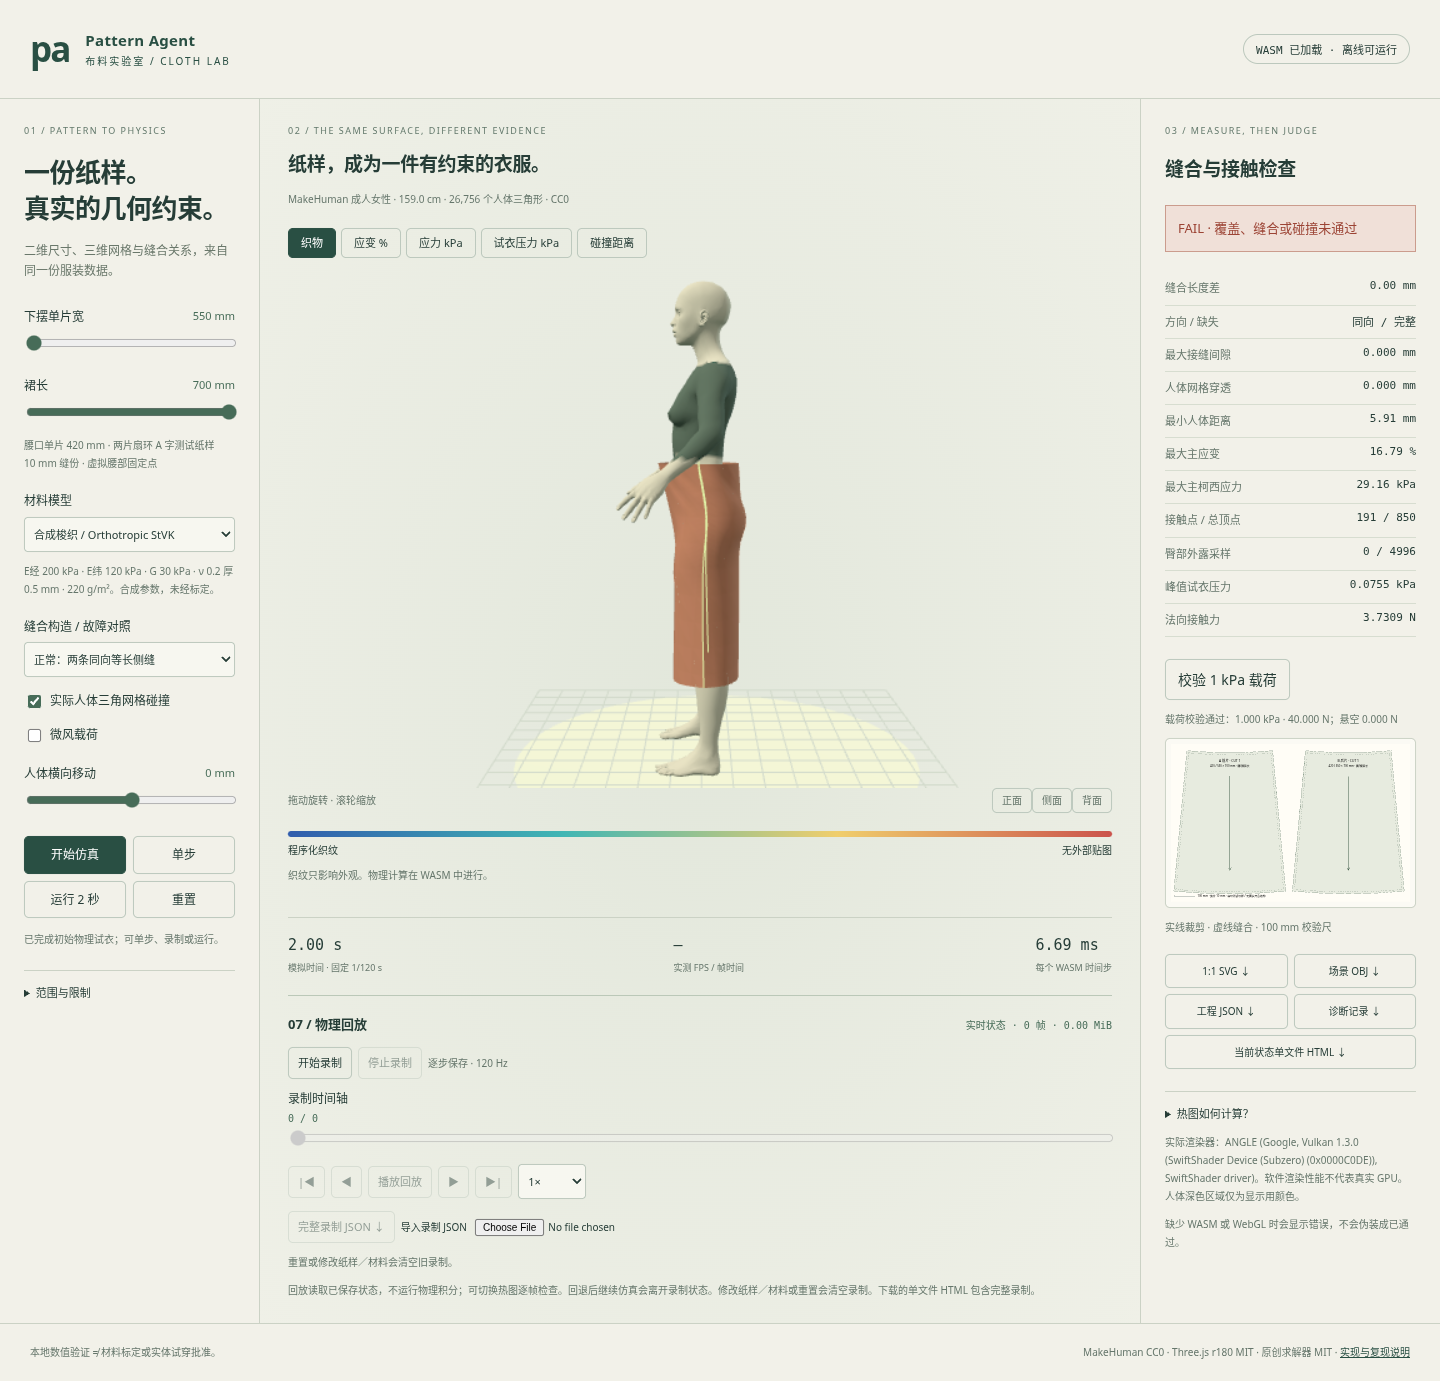 pa
Pattern Agent
布料实验室 / CLOTH LAB
WASM 已加载 · 离线可运行
01 / PATTERN TO PHYSICS
一份纸样。
真实的几何约束。
二维尺寸、三维网格与缝合关系，来自
同一份服装数据。
下摆单片宽 550 mm
裙长 700 mm
腰口单片 420 mm · 两片扇环 A 字测试纸样
10 mm 缝份 · 虚拟腰部固定点
材料模型
合成梭织 / Orthotropic StVK
E经 200 kPa · E纬 120 kPa · G 30 kPa · ν 0.2 厚
0.5 mm · 220 g/m²。合成参数，未经标定。
缝合构造 / 故障对照
正常：两条同向等长侧缝
实际人体三角网格碰撞
微风载荷
人体横向移动 0 mm
开始仿真 单步
运行 2 秒 重置
已完成初始物理试衣；可单步、录制或运行。
▶ 范围与限制
02 / THE SAME SURFACE, DIFFERENT EVIDENCE
纸样，成为一件有约束的衣服。
MakeHuman 成人女性 · 159.0 cm · 26,756 个人体三角形 · CC0
织物 应变 % 应力 kPa 试衣压力 kPa 碰撞距离
拖动旋转 · 滚轮缩放 正面 侧面 背面
程序化织纹 无外部贴图
织纹只影响外观。物理计算在 WASM 中进行。
2.00 s — 6.69 ms
模拟时间 · 固定 1/120 s 实测 FPS / 帧时间 每个 WASM 时间步
07 / 物理回放 实时状态 · 0 帧 · 0.00 MiB
开始录制 停止录制 逐步保存 · 120 Hz
录制时间轴
0 / 0
|◀ ◀ 播放回放 ▶ ▶| 1×
完整录制 JSON ↓ 导入录制 JSON Choose File No file chosen
重置或修改纸样／材料会清空旧录制。
回放读取已保存状态，不运行物理积分；可切换热图逐帧检查。回退后继续仿真会离开录制状态。修改纸样／材料或重置会清空录制。下载的单文件 HTML 包含完整录制。
03 / MEASURE, THEN JUDGE
缝合与接触检查
FAIL · 覆盖、缝合或碰撞未通过
缝合长度差 0.00 mm
方向 / 缺失 同向 / 完整
最大接缝间隙 0.000 mm
人体网格穿透 0.000 mm
最小人体距离 5.91 mm
最大主应变 16.79 %
最大主柯西应力 29.16 kPa
接触点 / 总顶点 191 / 850
臀部外露采样 0 / 4996
峰值试衣压力 0.0755 kPa
法向接触力 3.7309 N
校验 1 kPa 载荷
载荷校验通过：1.000 kPa · 40.000 N；悬空 0.000 N
实线裁剪 · 虚线缝合 · 100 mm 校验尺
1:1 SVG ↓ 场景 OBJ ↓
工程 JSON ↓ 诊断记录 ↓
当前状态单文件 HTML ↓
▶ 热图如何计算？
实际渲染器：ANGLE (Google, Vulkan 1.3.0
(SwiftShader Device (Subzero) (0x0000C0DE)),
SwiftShader driver)。软件渲染性能不代表真实 GPU。
人体深色区域仅为显示用颜色。
缺少 WASM 或 WebGL 时会显示错误，不会伪装成已通
过。
本地数值验证 ≠ 材料标定或实体试穿批准。
MakeHuman CC0 · Three.js r180 MIT · 原创求解器 MIT · 实现与复现说明